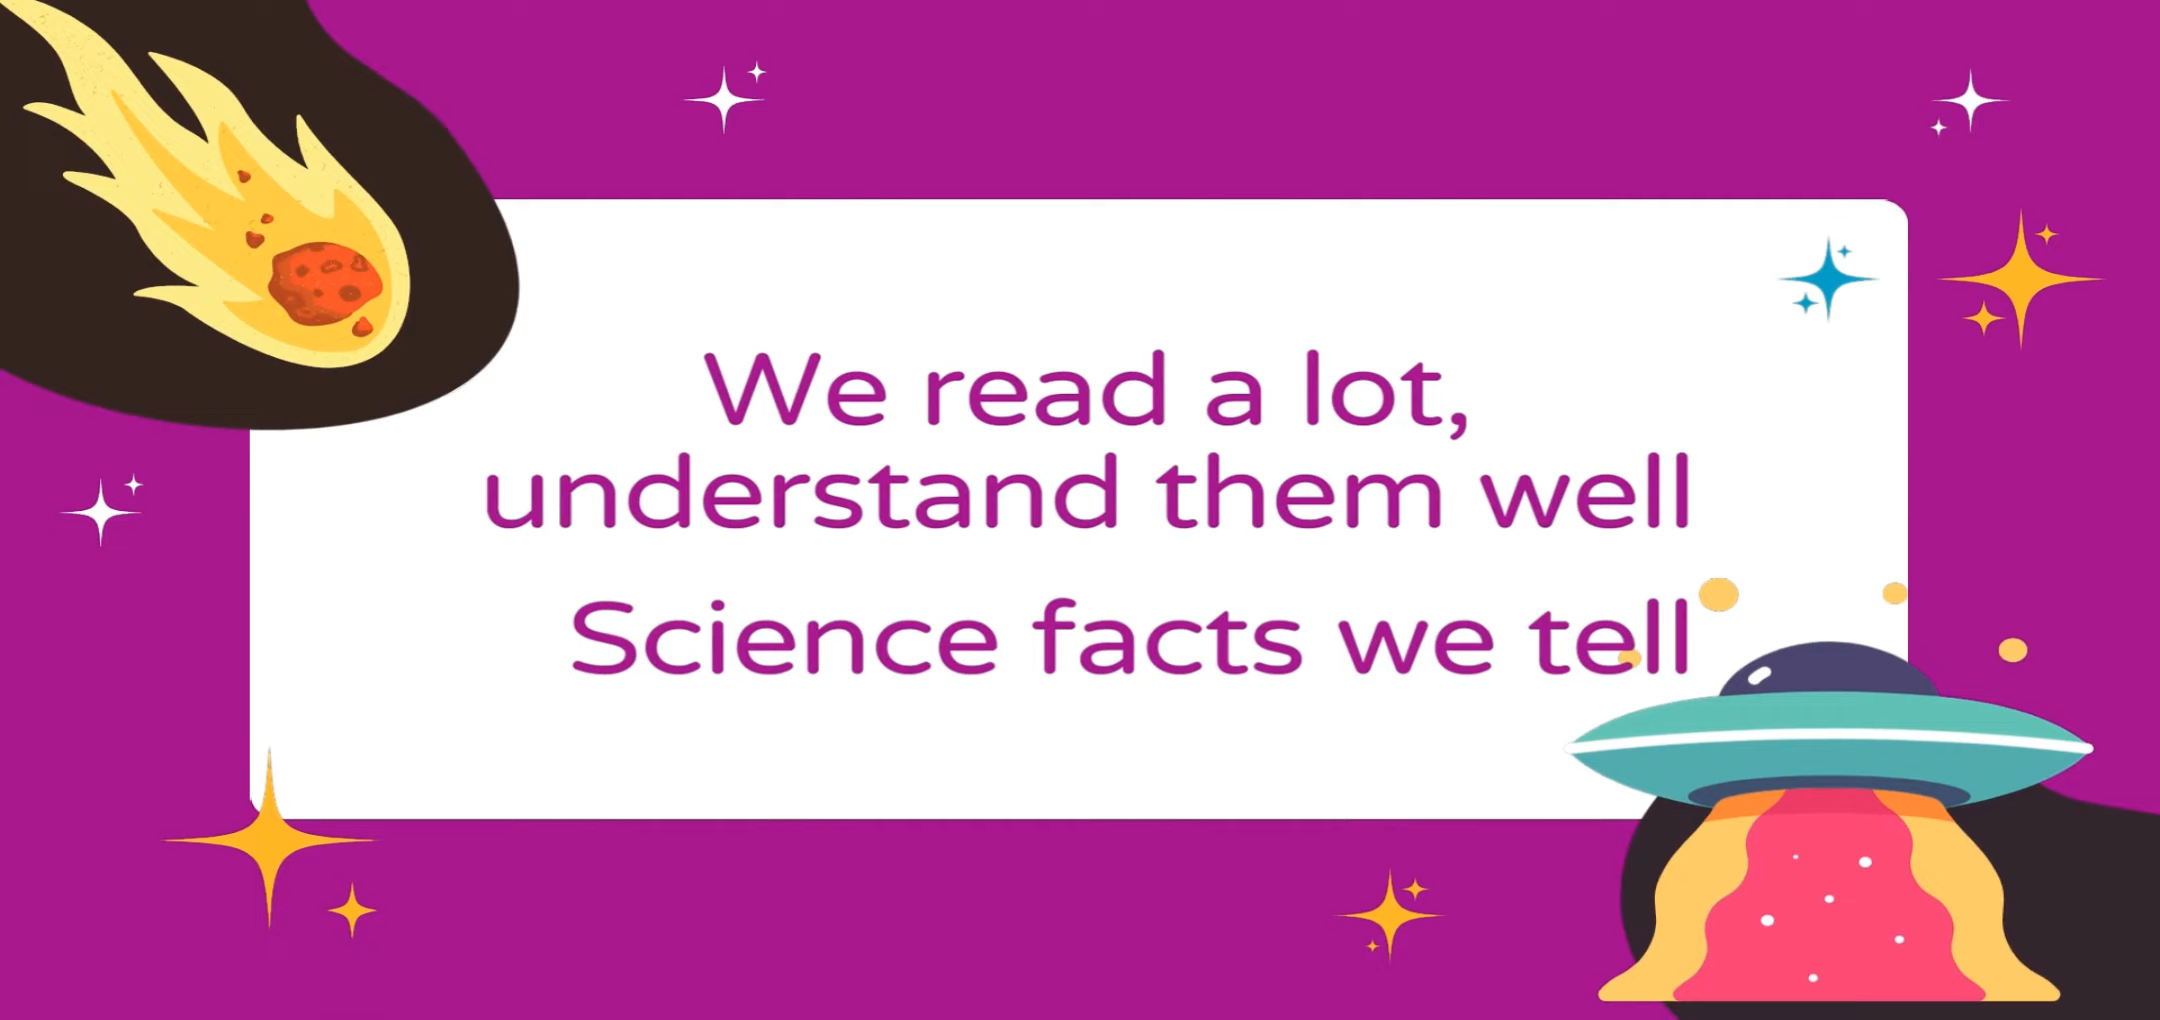 We read a lot,
understand them well
Science facts we tell